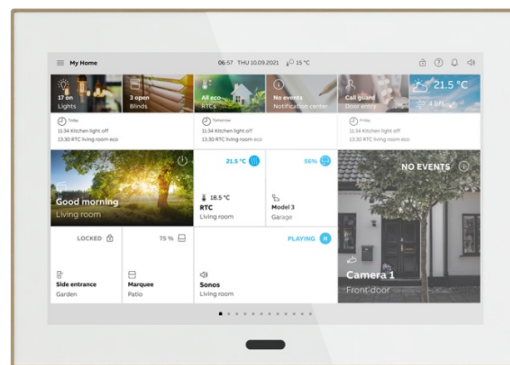 My Home
06:57 THU 10.09.2021 15 °C
17 on
Lights
3 open
Blinds
All eco
RTCs
No events
Notification center
Call guard
Door entry
21.5 °C
Today
11:34 Kitchen light off
13:30 RTC living room eco
Tomorrow
11:34 Kitchen light off
13:30 RTC living room eco
Friday
11:34 Kitchen light off
13:30 RTC living room eco
Good morning
Living room
21.5 °C
18.5 °C
RTC
Living room
56%
Model 3
Garage
NO EVENTS
Camera 1
Front door
LOCKED
Side entrance
Garden
75 %
Marquee
Patio
PLAYING
Sonos
Living room